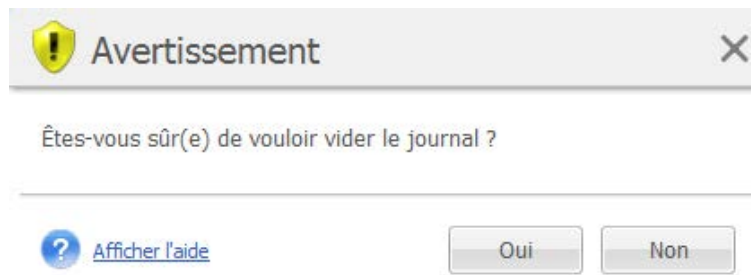 Avertissement
Êtes-vous sûr(e) de vouloir vider le journal ?
Afficher l'aide
Oui
Non